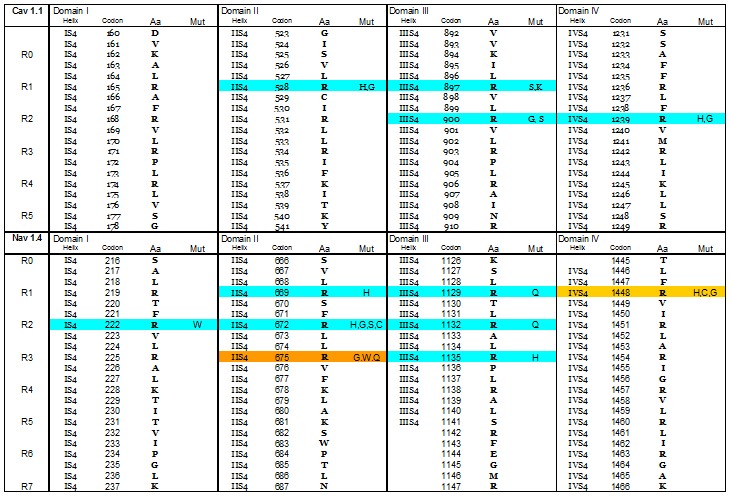 Cav 1.1 Domain I Domain II Domain III Domain IV
Helix Codon Aa Mut Helix Codon Aa Mut Helix Codon Aa Mut Helix Codon Aa Mut
IS4 160 D IIS4 523 G IIIS4 892 V IVS4 1231 S
IS4 161 V IIS4 524 I IIIS4 893 V IVS4 1232 S
R0 IS4 162 K IIS4 525 S IIIS4 894 K IVS4 1233 A
IS4 163 A IIS4 526 V IIIS4 895 I IVS4 1234 F
IS4 164 L IIS4 527 L IIIS4 896 L IVS4 1235 F
R1 IS4 165 R IIS4 528 R H,G IIIS4 897 R S,K IVS4 1236 R
IS4 166 A IIS4 529 C IIIS4 898 V IVS4 1237 L
IS4 167 F IIS4 530 I IIIS4 899 L IVS4 1238 F
R2 IS4 168 R IIS4 531 R IIIS4 900 R G, S IVS4 1239 R H,G
IS4 169 V IIS4 532 L IIIS4 901 V IVS4 1240 V
IS4 170 L IIS4 533 L IIIS4 902 L IVS4 1241 M
R3 IS4 171 R IIS4 534 R IIIS4 903 R IVS4 1242 R
IS4 172 P IIS4 535 I IIIS4 904 P IVS4 1243 L
IS4 173 L IIS4 536 F IIIS4 905 L IVS4 1244 I
R4 IS4 174 R IIS4 537 K IIIS4 906 R IVS4 1245 K
IS4 175 L IIS4 538 I IIIS4 907 A IVS4 1246 L
IS4 176 V IIS4 539 T IIIS4 908 I IVS4 1247 L
R5 IS4 177 S IIS4 540 K IIIS4 909 N IVS4 1248 S
IS4 178 G IIS4 541 Y IIIS4 910 R IVS4 1249 R
Nav 1.4 Domain I Domain II Domain III Domain IV
Helix Codon Aa Mut Helix Codon Aa Mut Helix Codon Aa Mut Helix Codon Aa Mut
R0 IS4 216 S IIS4 666 S IIIS4 1126 K 1445 T
IS4 217 A IIS4 667 V IIIS4 1127 S IVS4 1446 L
IS4 218 L IIS4 668 L IIIS4 1128 L IVS4 1447 F
R1 IS4 219 R IIS4 669 R H IIIS4 1129 R Q IVS4 1448 R H,C,G
IS4 220 T IIS4 670 S IIIS4 1130 T IVS4 1449 V
IS4 221 F IIS4 671 F IIIS4 1131 L IVS4 1450 I
R2 IS4 222 R W IIS4 672 R H,G,S,C IIIS4 1132 R Q IVS4 1451 R
IS4 223 V IIS4 673 L IIIS4 1133 A IVS4 1452 L
IS4 224 L IIS4 674 L IIIS4 1134 L IVS4 1453 A
R3 IS4 225 R IIS4 675 R G,W,Q IIIS4 1135 R H IVS4 1454 R
IS4 226 A IIS4 676 V IIIS4 1136 P IVS4 1455 I
IS4 227 L IIS4 677 F IIIS4 1137 L IVS4 1456 G
R4 IS4 228 K IIS4 678 K IIIS4 1138 R IVS4 1457 R
IS4 229 T IIS4 679 L IIIS4 1139 A IVS4 1458 V
IS4 230 I IIS4 680 A IIIS4 1140 L IVS4 1459 L
R5 IS4 231 T IIS4 681 K IIIS4 1141 S IVS4 1460 R
IS4 232 V IIS4 682 S 1142 R IVS4 1461 L
IS4 233 I IIS4 683 W 1143 F IVS4 1462 I
R6 IS4 234 P IIS4 684 P 1144 E IVS4 1463 R
IS4 235 G IIS4 685 T 1145 G IVS4 1464 G
IS4 236 L IIS4 686 L 1146 M IVS4 1465 A
R7 IS4 237 K IIS4 687 N 1147 R IVS4 1466 K